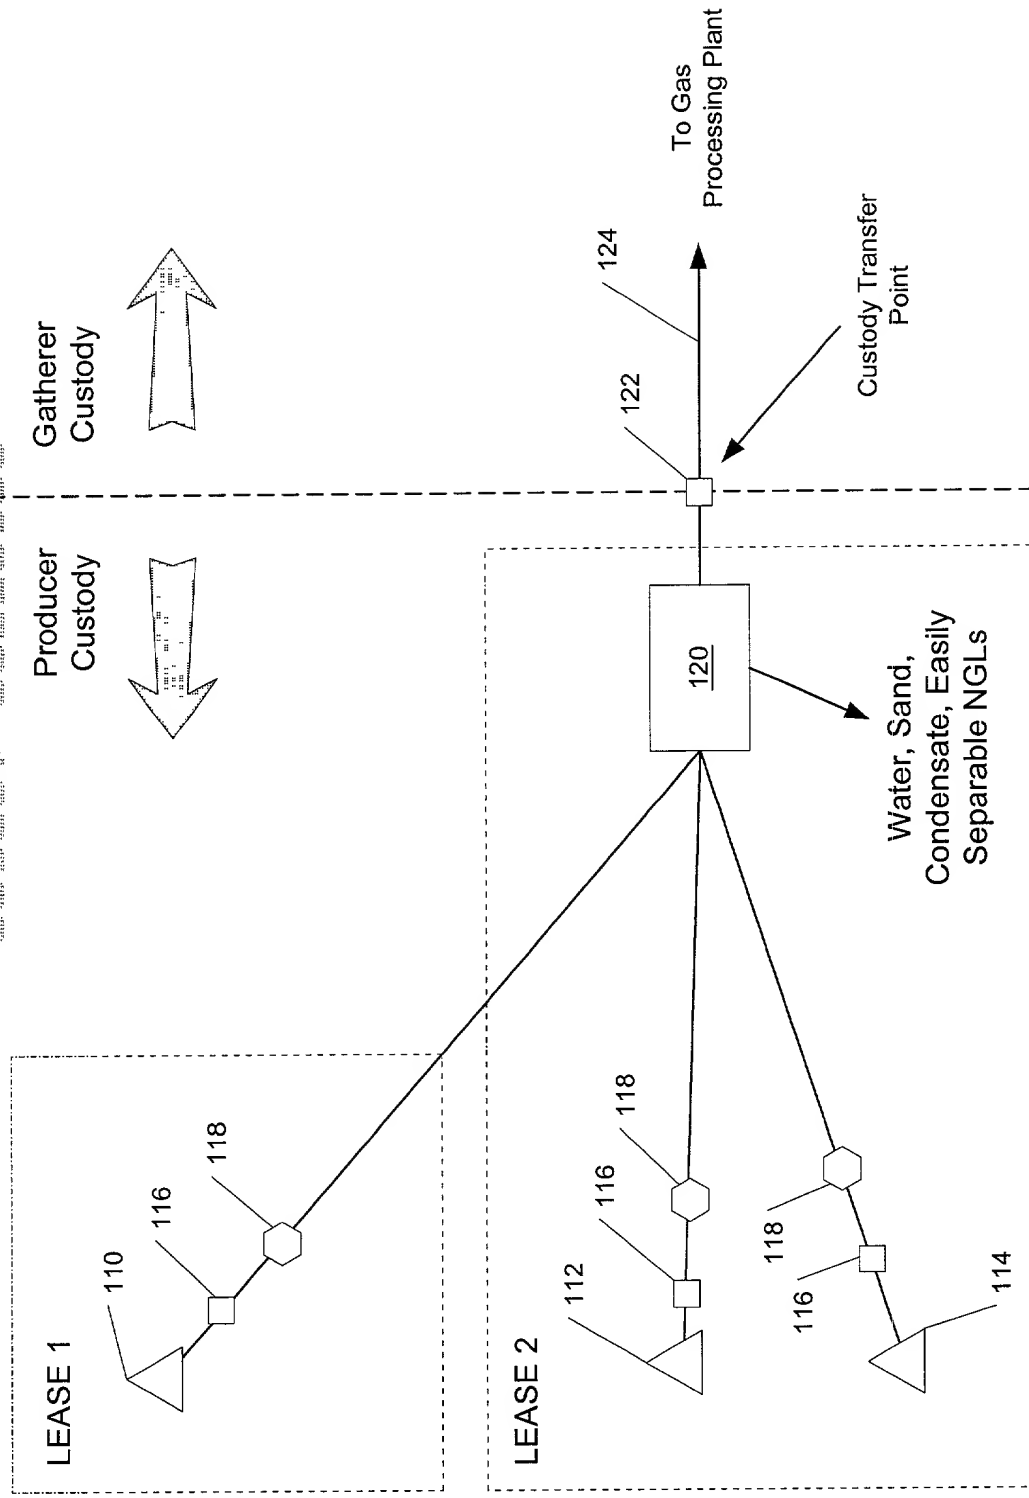 Producer
Custody
Gatherer
Custody
LEASE 1
110
116
118
LEASE 2
112
116
118
114
116
118
120
122
124
To Gas
Processing Plant
Custody Transfer
Point
Water, Sand,
Condensate, Easily
Separable NGLs